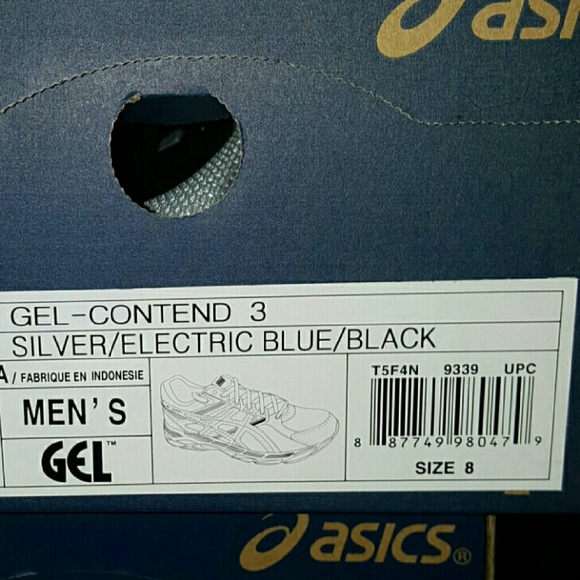 asi
GEL-CONTEND 3
SILVER/ELECTRIC BLUE/BLACK
A / FABRIQUE EN INDONESIE
MEN'S
GEL™
T5F4N 9339 UPC
8 87749 98047 9
SIZE 8
asics®